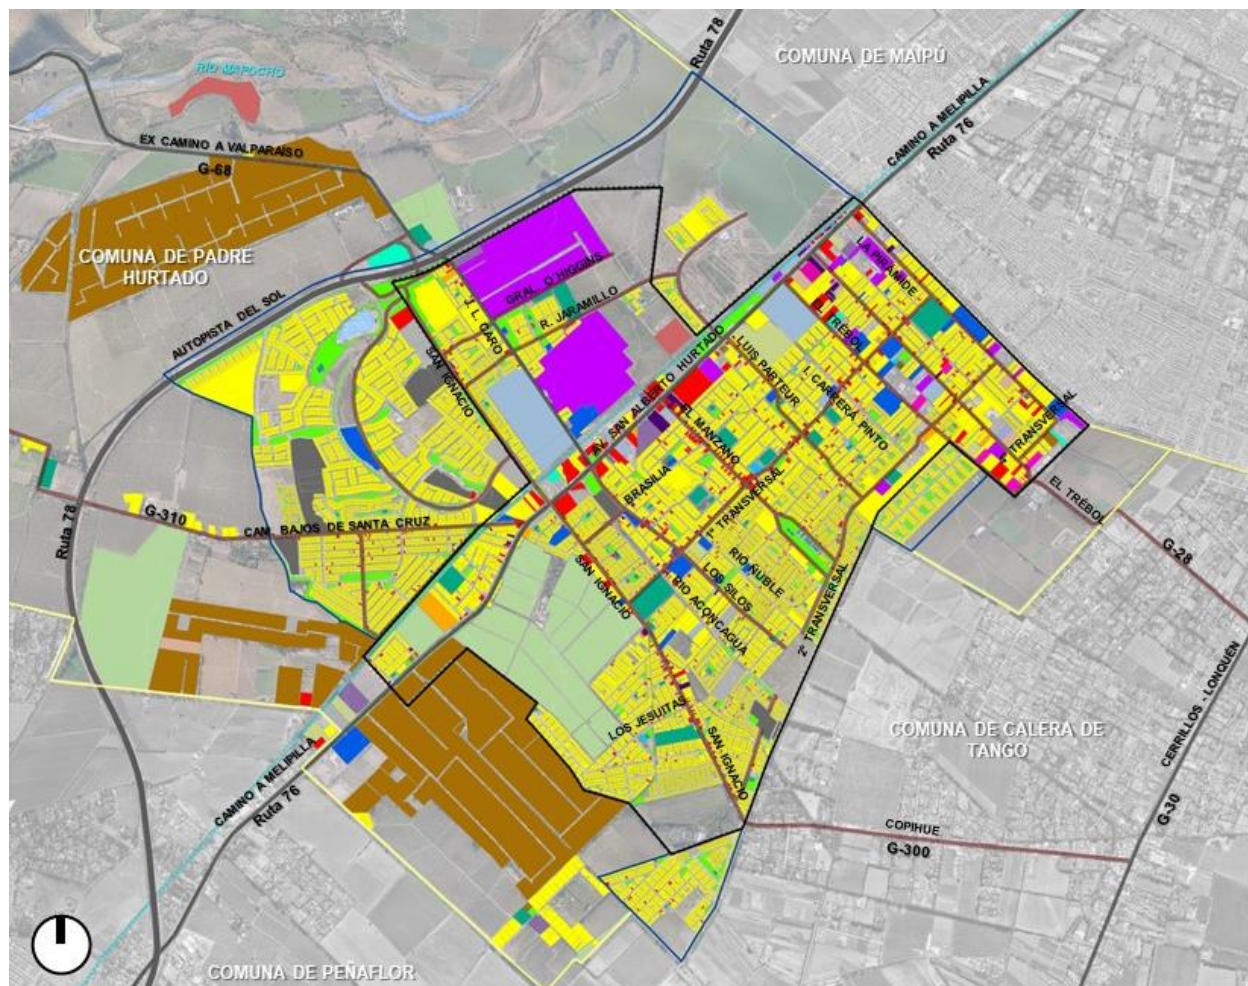 Ruta 78
COMUNA DE MAIPÚ
RÍO MAPOCHO
CAMINO A MELIPILLA
Ruta 76
EX CAMINO A VALPARAÍSO
G-68
COMUNA DE PADRE
HURTADO
LA PIRÁMIDE
GRAL O´HIGGINS
R. JARAMILLO
J. L. CARO
EL TRÉBOL
AUTOPISTA DEL SOL
SAN IGNACIO
LUIS PARTEUR
I. CARRERA PINTO
AV. SAN ALBERTO HURTADO
EL MANZANO
TRANSVERSAL
BRASILIA
1° TRANSVERSAL
EL TRÉBOL
G-310
CAM. BAJOS DE SANTA CRUZ
Ruta 78
G-28
SAN IGNACIO
RIO ÑUBLE
LOS SILOS
RIO ACONCAGUA
2° TRANSVERSAL
CERRILLOS - LONQUÉN
LOS JESUITAS
SAN IGNACIO
COMUNA DE CALERA DE
TANGO
CAMINO A MELIPILLA
Ruta 76
G-30
COPIHUE
G-300
COMUNA DE PEÑAFLOR